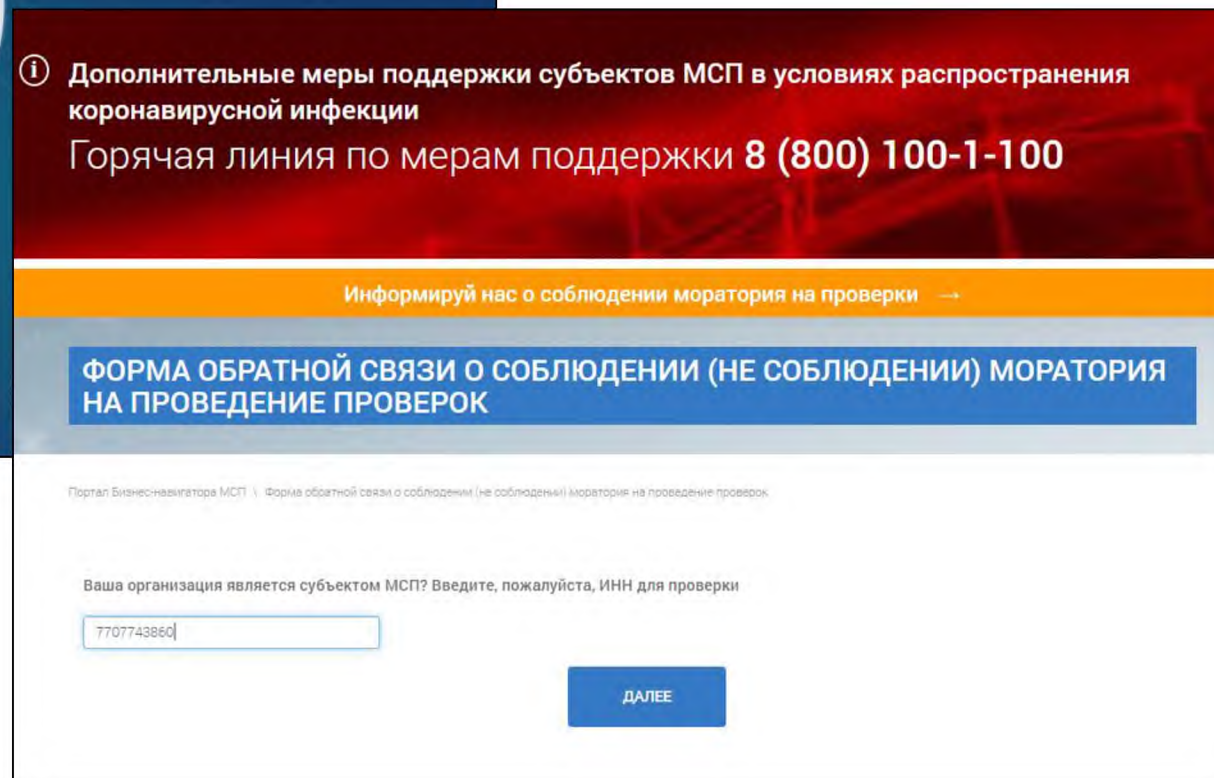 Дополнительные меры поддержки субъектов МСП в условиях распространения
коронавирусной инфекции
Горячая линия по мерам поддержки 8 (800) 100-1-100
Информируй нас о соблюдении моратория на проверки →
ФОРМА ОБРАТНОЙ СВЯЗИ О СОБЛЮДЕНИИ (НЕ СОБЛЮДЕНИИ) МОРАТОРИЯ
НА ПРОВЕДЕНИЕ ПРОВЕРОК
Портал Бизнес-навигатора МСП \ Форма обратной связи о соблюдении (не соблюдении) моратория на проведение проверок
Ваша организация является субъектом МСП? Введите, пожалуйста, ИНН для проверки
7707743860
ДАЛЕЕ